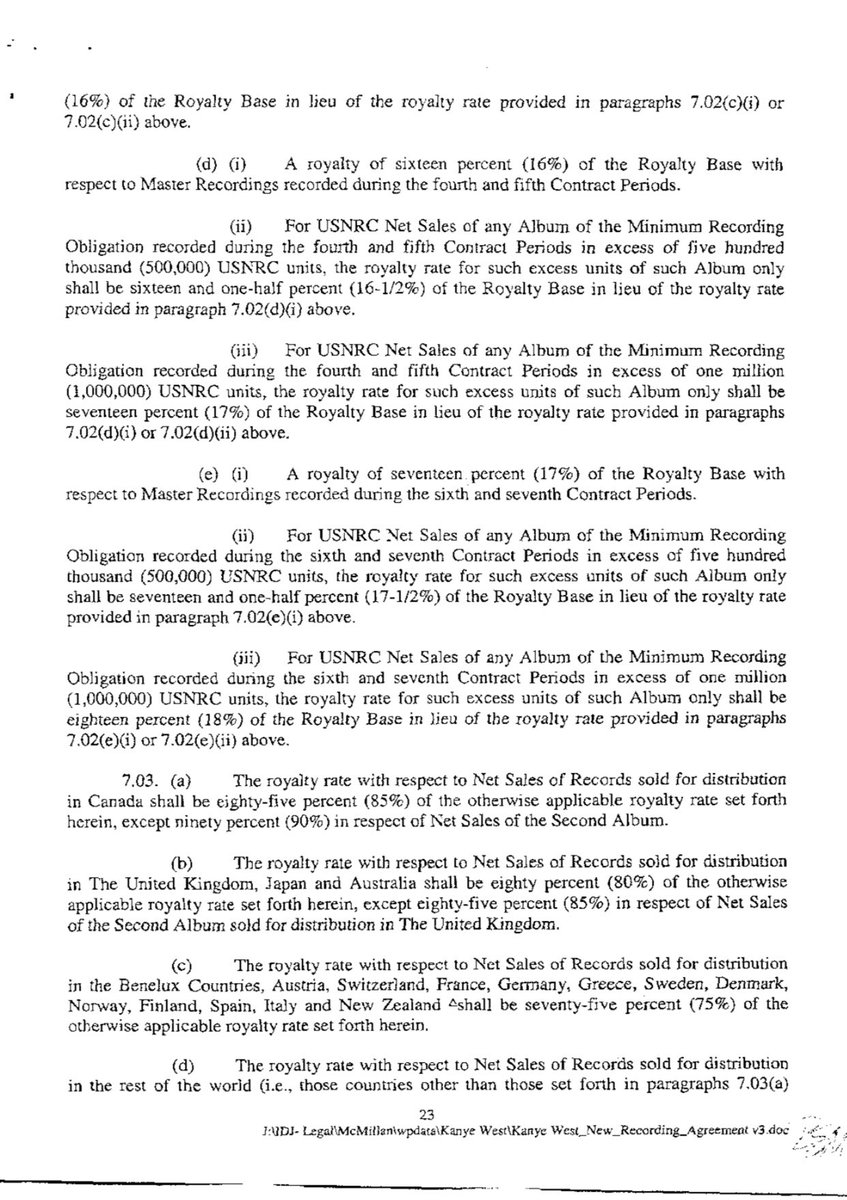 (16%) of the Royalty Base in lieu of the royalty rate provided in paragraphs 7.02(c)(i) or
7.02(c)(ii) above.
(d) (i) A royalty of sixteen percent (16%) of the Royalty Base with
respect to Master Recordings recorded during the fourth and fifth Contract Periods.
(ii) For USNRC Net Sales of any Album of the Minimum Recording
Obligation recorded during the fourth and fifth Contract Periods in excess of five hundred
thousand (500,000) USNRC units, the royalty rate for such excess units of such Album only
shall be sixteen and one-half percent (16-1/2%) of the Royalty Base in lieu of the royalty rate
provided in paragraph 7.02(d)(i) above.
(iii) For USNRC Net Sales of any Album of the Minimum Recording
Obligation recorded during the fourth and fifth Contract Periods in excess of one million
(1,000,000) USNRC units, the royalty rate for such excess units of such Album only shall be
seventeen percent (17%) of the Royalty Base in lieu of the royalty rate provided in paragraphs
7.02(d)(i) or 7.02(d)(ii) above.
(e) (i) A royalty of seventeen percent (17%) of the Royalty Base with
respect to Master Recordings recorded during the sixth and seventh Contract Periods.
(ii) For USNRC Net Sales of any Album of the Minimum Recording
Obligation recorded during the sixth and seventh Contract Periods in excess of five hundred
thousand (500,000) USNRC units, the royalty rate for such excess units of such Album only
shall be seventeen and one-half percent (17-1/2%) of the Royalty Base in lieu of the royalty rate
provided in paragraph 7.02(e)(i) above.
(iii) For USNRC Net Sales of any Album of the Minimum Recording
Obligation recorded during the sixth and seventh Contract Periods in excess of one million
(1,000,000) USNRC units, the royalty rate for such excess units of such Album only shall be
eighteen percent (18%) of the Royalty Base in lieu of the royalty rate provided in paragraphs
7.02(e)(i) or 7.02(e)(ii) above.
7.03. (a) The royalty rate with respect to Net Sales of Records sold for distribution
in Canada shall be eighty-five percent (85%) of the otherwise applicable royalty rate set forth
herein, except ninety percent (90%) in respect of Net Sales of the Second Album.
(b) The royalty rate with respect to Net Sales of Records sold for distribution
in The United Kingdom, Japan and Australia shall be eighty percent (80%) of the otherwise
applicable royalty rate set forth herein, except eighty-five percent (85%) in respect of Net Sales
of the Second Album sold for distribution in The United Kingdom.
(c) The royalty rate with respect to Net Sales of Records sold for distribution
in the Benelux Countries, Austria, Switzerland, France, Germany, Greece, Sweden, Denmark,
Norway, Finland, Spain, Italy and New Zealand ^shall be seventy-five percent (75%) of the
otherwise applicable royalty rate set forth herein.
(d) The royalty rate with respect to Net Sales of Records sold for distribution
in the rest of the world (i.e., those countries other than those set forth in paragraphs 7.03(a)
23
J:\IDJ- Legal\McMillan\wpdata\Kanye West\Kanye West_New_Recording_Agreement v3.doc